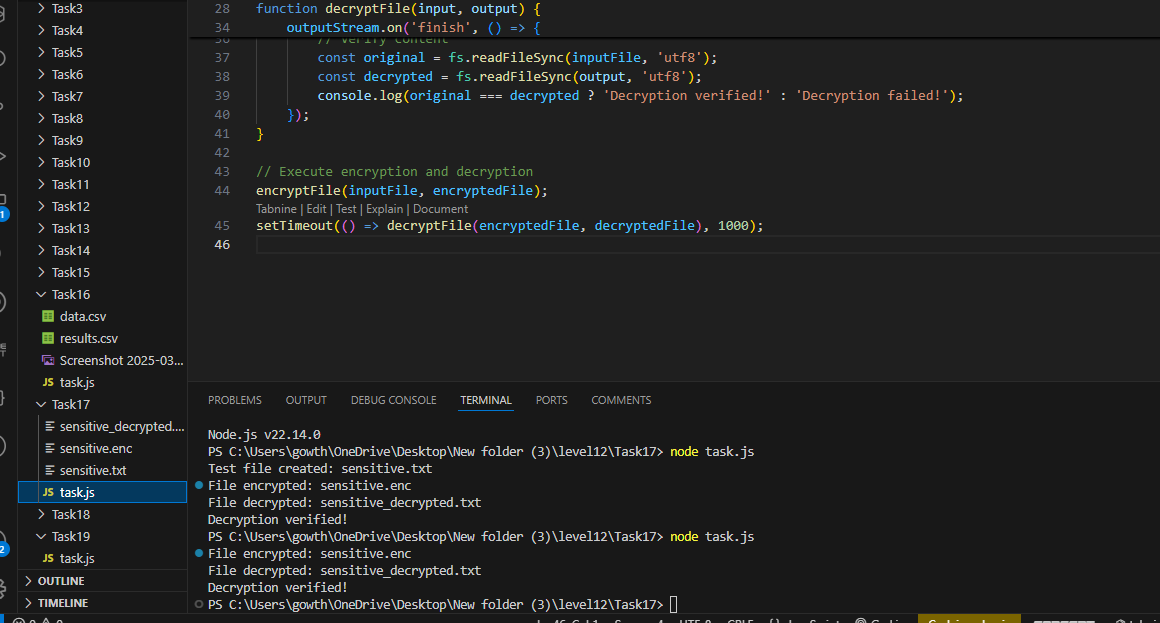 Task3
Task4
Task5
Task6
Task7
Task8
Task9
Task10
Task11
Task12
Task13
Task14
Task15
Task16
data.csv
results.csv
Screenshot 2025-03...
JS task.js
Task17
sensitive_decrypted....
sensitive.enc
sensitive.txt
JS task.js
Task18
Task19
JS task.js
OUTLINE
TIMELINE
1
2
28 function decryptFile(input, output) {
34 outputStream.on('finish', () => {
36 // Verify content
37 const original = fs.readFileSync(inputFile, 'utf8');
38 const decrypted = fs.readFileSync(output, 'utf8');
39 console.log(original === decrypted ? 'Decryption verified!' : 'Decryption failed!');
40 });
41 }
42
43 // Execute encryption and decryption
44 encryptFile(inputFile, encryptedFile);
Tabnine | Edit | Test | Explain | Document
45 setTimeout(() => decryptFile(encryptedFile, decryptedFile), 1000);
46
PROBLEMS OUTPUT DEBUG CONSOLE TERMINAL PORTS COMMENTS
Node.js v22.14.0
PS C:\Users\gowth\OneDrive\Desktop\New folder (3)\level12\Task17> node task.js
Test file created: sensitive.txt
File encrypted: sensitive.enc
File decrypted: sensitive_decrypted.txt
Decryption verified!
PS C:\Users\gowth\OneDrive\Desktop\New folder (3)\level12\Task17> node task.js
File encrypted: sensitive.enc
File decrypted: sensitive_decrypted.txt
Decryption verified!
PS C:\Users\gowth\OneDrive\Desktop\New folder (3)\level12\Task17>